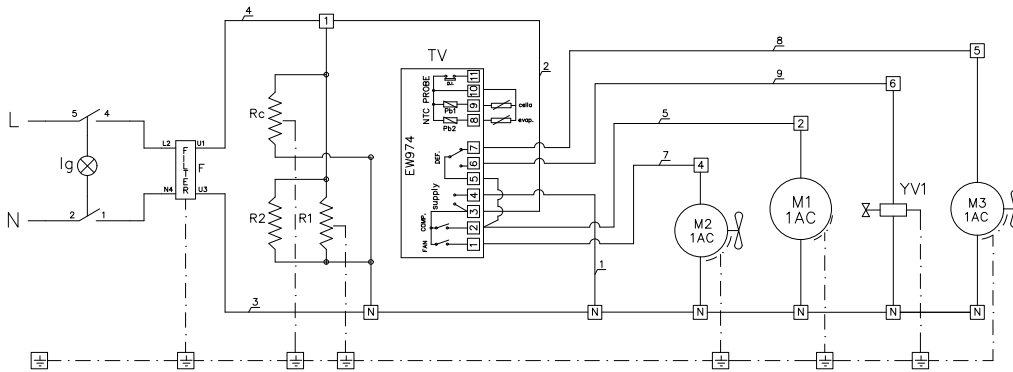 4
1
8
5
TV
2
9
6
L
5
4
Ig
N
2
1
L2
U1
FILTER
F
N4
U3
Rc
R2
R1
EW974
NTC PROBE
D.I.
Pb1
Pb2
11
10
9
8
cella
evap.
DEF.
supply
COMP.
FAN
7
6
5
4
3
2
1
5
2
7
4
M2
1AC
M1
1AC
YV1
M3
1AC
1
3
N
N
N
N
N
N